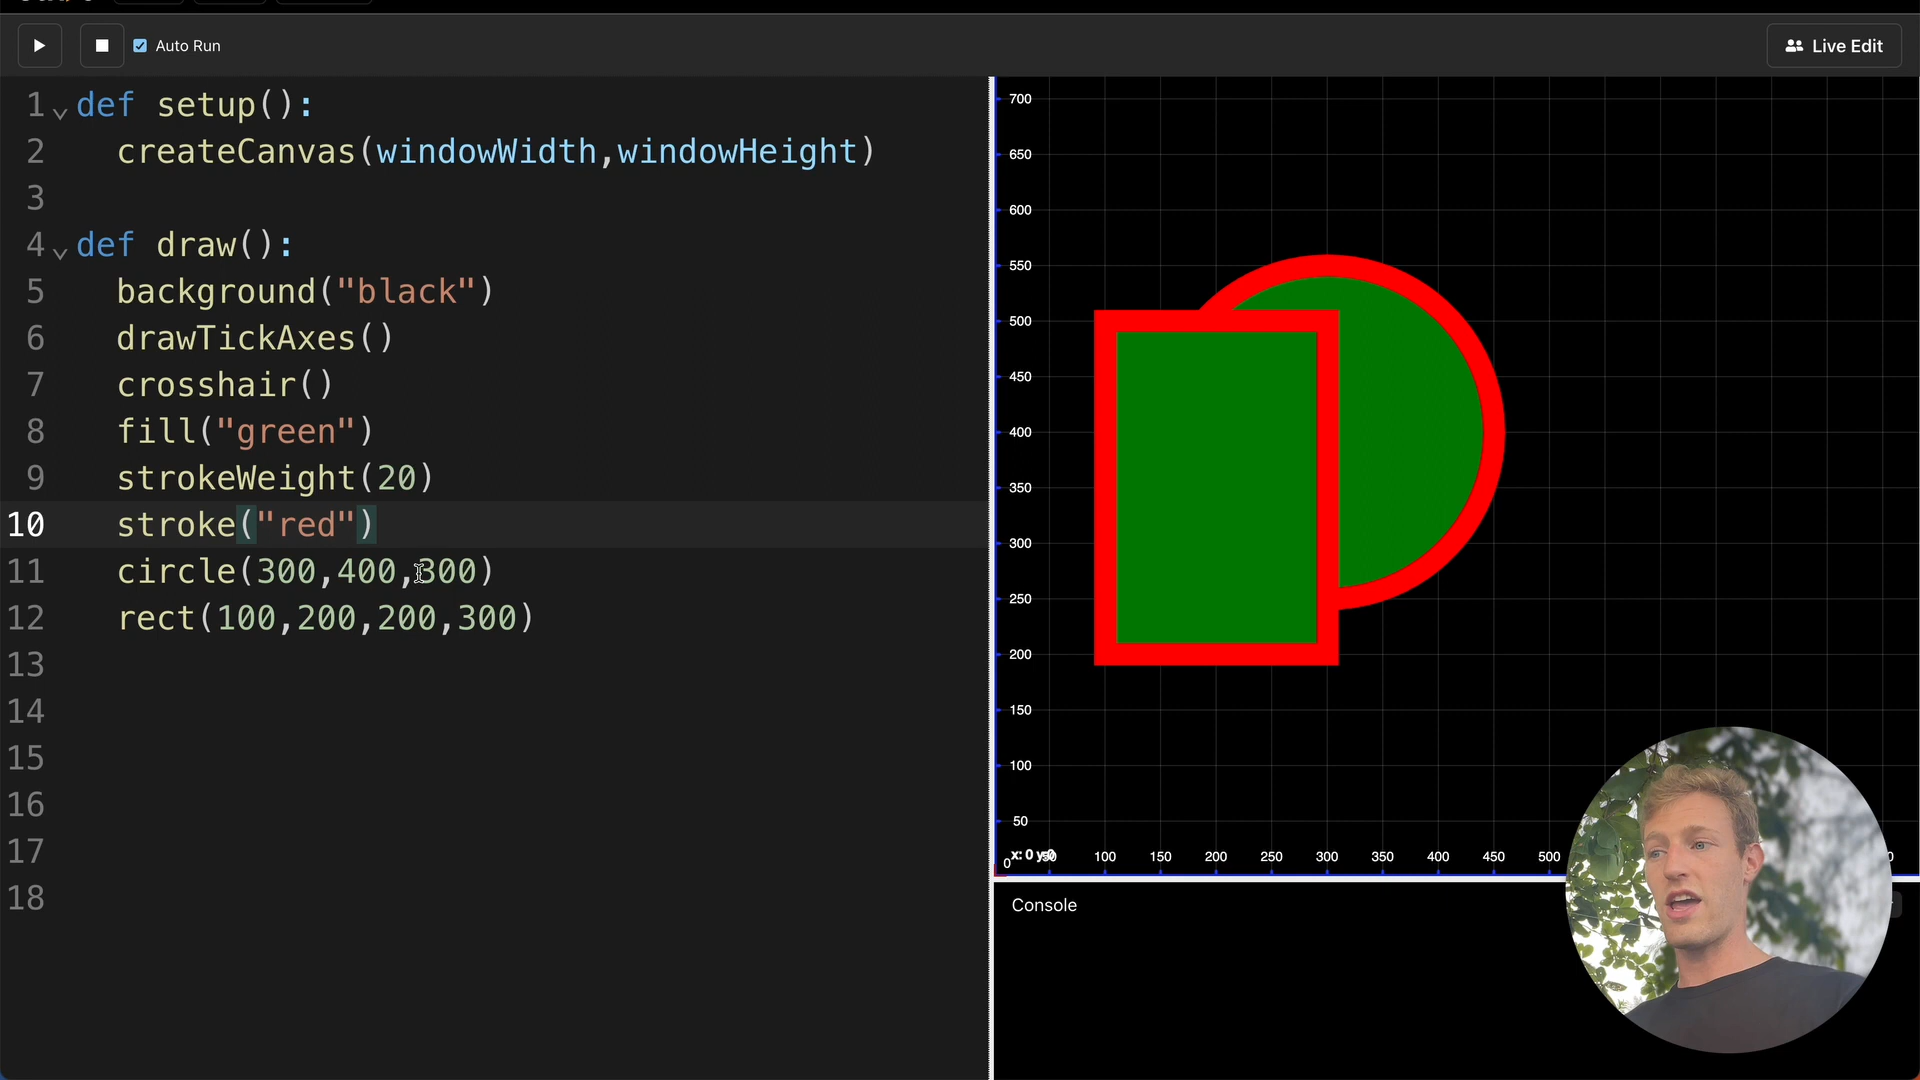 Auto Run
Live Edit
1 def setup():
2 createCanvas(windowWidth,windowHeight)
3
4 def draw():
5 background("black")
6 drawTickAxes()
7 crosshair()
8 fill("green")
9 strokeWeight(20)
10 stroke("red")
11 circle(300,400,300)
12 rect(100,200,200,300)
13
14
15
16
17
18
700
650
600
550
500
450
400
350
300
250
200
150
100
50
0 x: 0 y:0 50 100 150 200 250 300 350 400 450 500
Console